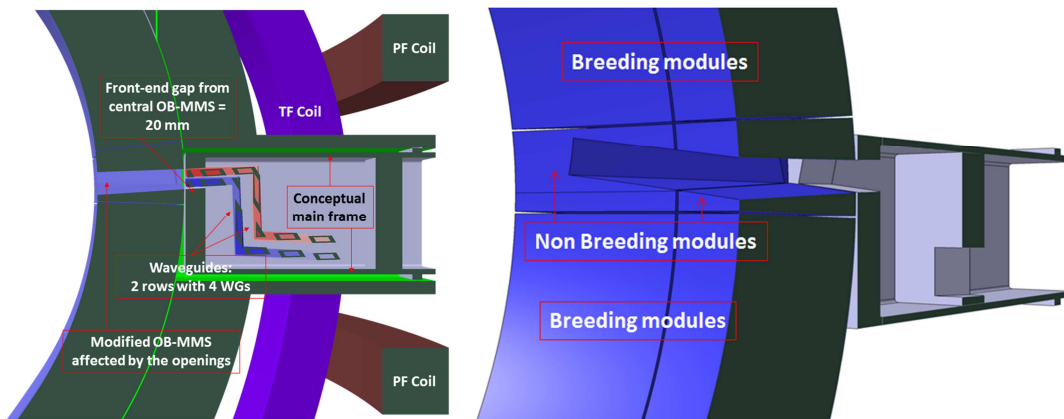 PF Coil
Front-end gap from
central OB-MMS =
20 mm
TF Coil
Conceptual
main frame
Waveguides:
2 rows with 4 WGs
Modified OB-MMS
affected by the openings
PF Coil
Breeding modules
Non Breeding modules
Breeding modules